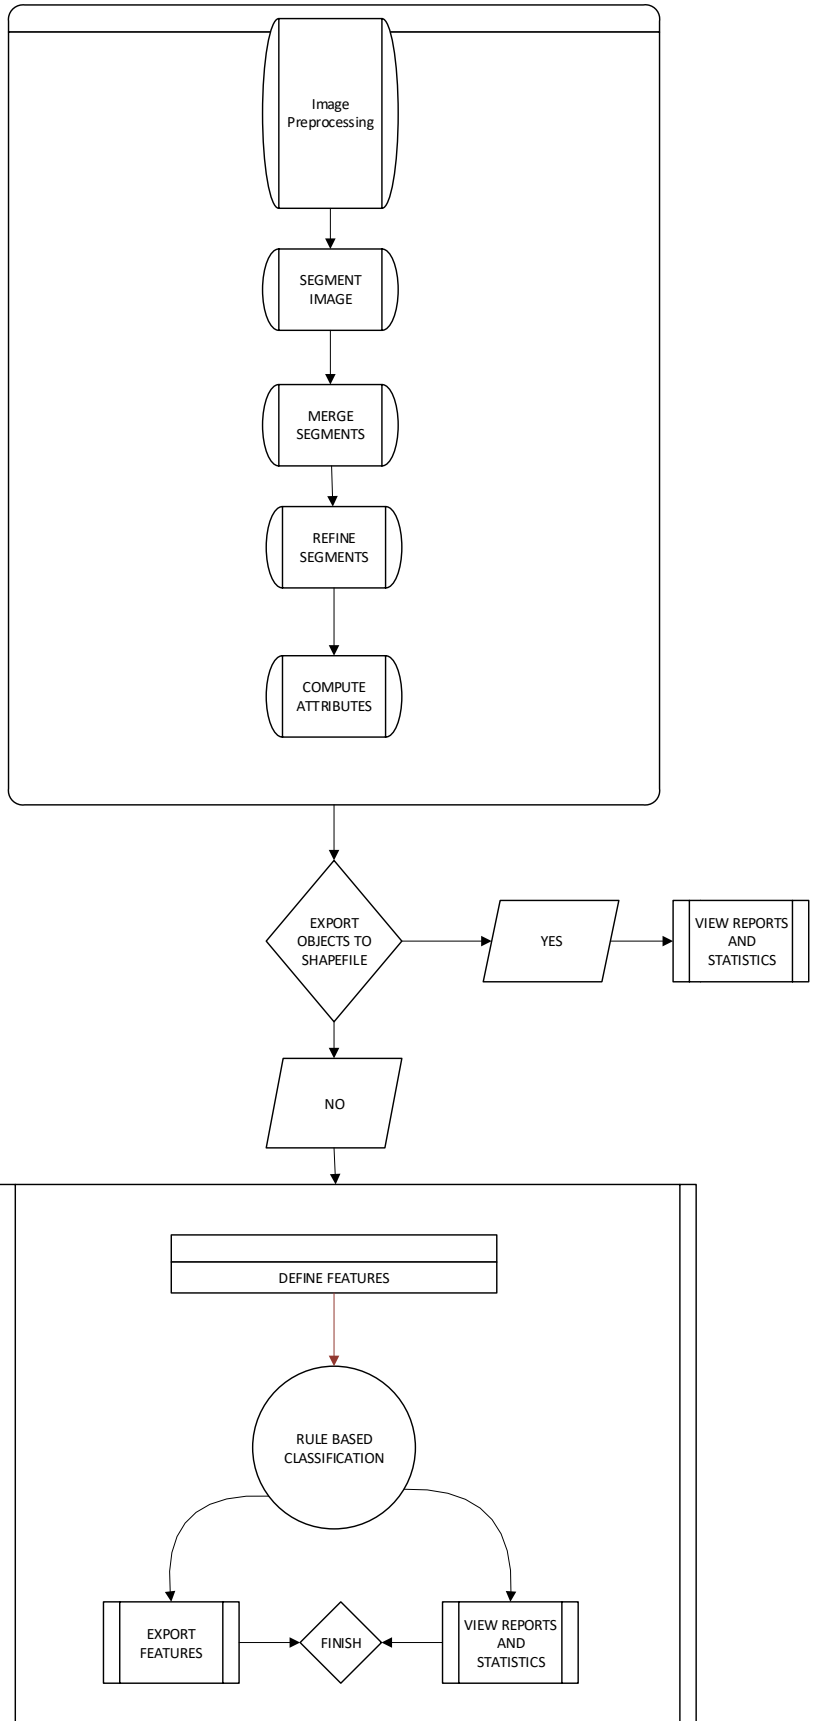 Image
Preprocessing
SEGMENT
IMAGE
MERGE
SEGMENTS
REFINE
SEGMENTS
COMPUTE
ATTRIBUTES
EXPORT
OBJECTS TO
SHAPEFILE
YES
VIEW REPORTS
AND
STATISTICS
NO
DEFINE FEATURES
RULE BASED
CLASSIFICATION
EXPORT
FEATURES
FINISH
VIEW REPORTS
AND
STATISTICS